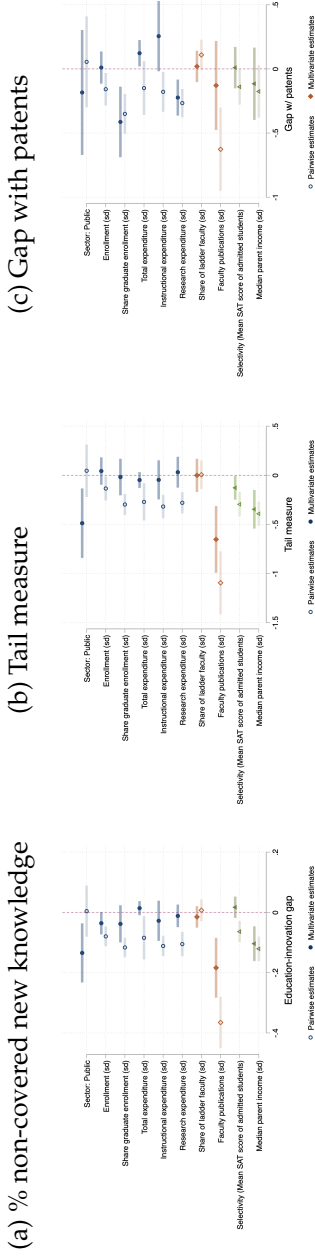 (a) % non-covered new knowledge
Sector: Public
Enrollment (sd)
Share graduate enrollment (sd)
Total expenditure (sd)
Instructional expenditure (sd)
Research expenditure (sd)
Share of ladder faculty (sd)
Faculty publications (sd)
Selectivity (Mean SAT score of admitted students)
Median parent income (sd)
-.4 -.2 0 .2
Education-innovation gap
Pairwise estimates Multivariate estimates
(b) Tail measure
Sector: Public
Enrollment (sd)
Share graduate enrollment (sd)
Total expenditure (sd)
Instructional expenditure (sd)
Research expenditure (sd)
Share of ladder faculty (sd)
Faculty publications (sd)
Selectivity (Mean SAT score of admitted students)
Median parent income (sd)
-1.5 -1 -.5 0 .5
Tail measure
Pairwise estimates Multivariate estimates
(c) Gap with patents
Sector: Public
Enrollment (sd)
Share graduate enrollment (sd)
Total expenditure (sd)
Instructional expenditure (sd)
Research expenditure (sd)
Share of ladder faculty (sd)
Faculty publications (sd)
Selectivity (Mean SAT score of admitted students)
Median parent income (sd)
-1 -.5 0 .5
Gap w/ patents
Pairwise estimates Multivariate estimates